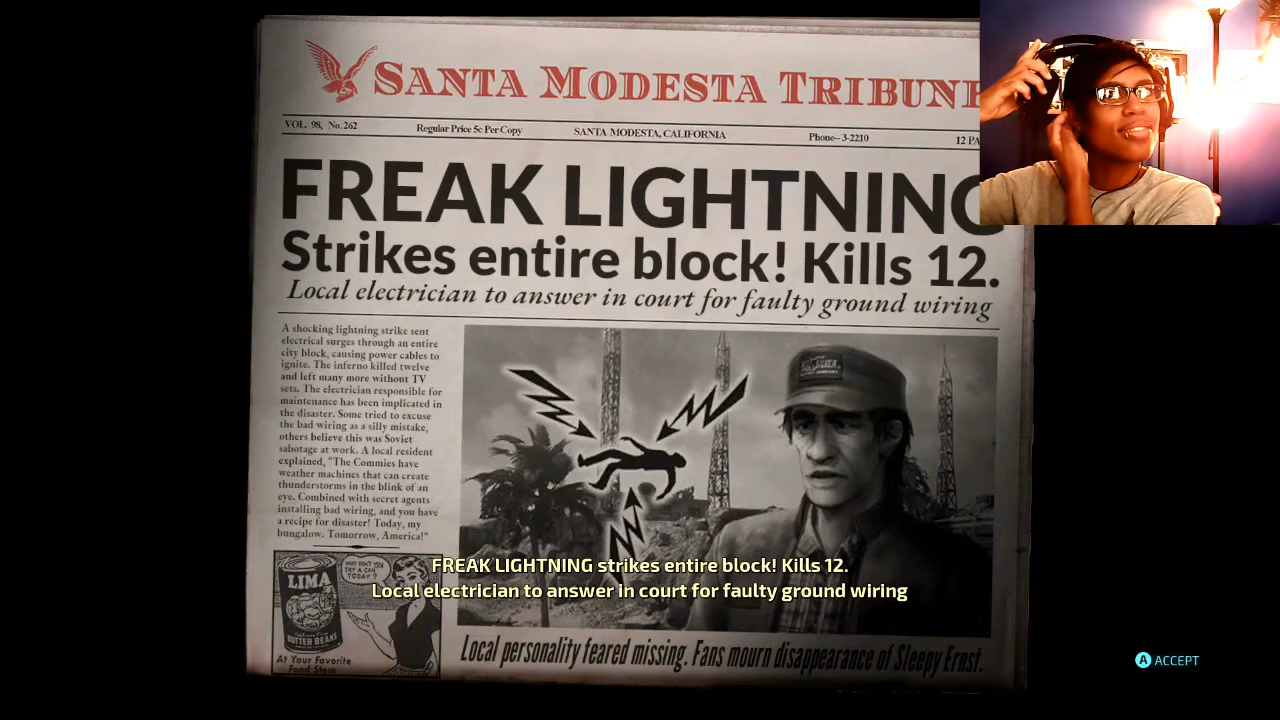 SANTA MODESTA TRIBUNE
VOL. 98, No. 262 Regular Price 5c Per Copy SANTA MODESTA, CALIFORNIA Phone-- 3-2210 12 PA
FREAK LIGHTNING
Strikes entire block! Kills 12.
Local electrician to answer in court for faulty ground wiring
A shocking lightning strike sent
electrical surges through an entire
city block, causing power cables to
ignite. The inferno killed twelve
and left many more without TV
sets. The electrician responsible for
maintenance has been implicated in
the disaster. Some tried to excuse
the bad wiring as a silly mistake,
others believe this was Soviet
sabotage at work. A local resident
explained, "The Commies have
weather machines that can create
thunderstorms in the blink of an
eye. Combined with secret agents
installing bad wiring, and you have
a recipe for disaster! Today, my
bungalow. Tomorrow, America!"
WHY DON'T YOU
TRY A CAN
TODAY?
LIMA
BUTTER BEANS
At Your Favorite
Food Store
FREAK LIGHTNING strikes entire block! Kills 12.
Local electrician to answer in court for faulty ground wiring
Local personality feared missing. Fans mourn disappearance of Sleepy Ernst.
A ACCEPT